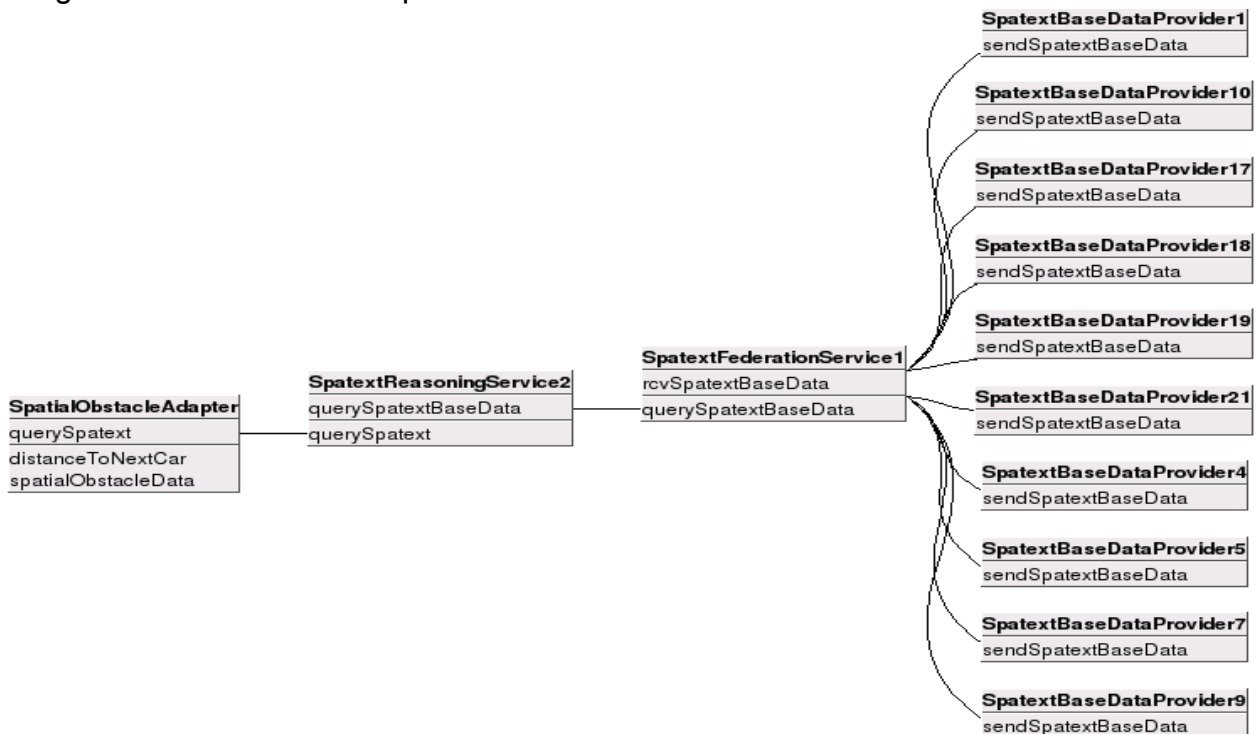 SpatextBaseDataProvider1
sendSpatextBaseData
SpatextBaseDataProvider10
sendSpatextBaseData
SpatextBaseDataProvider17
sendSpatextBaseData
SpatextBaseDataProvider18
sendSpatextBaseData
SpatextBaseDataProvider19
sendSpatextBaseData
SpatextFederationService1
rcvSpatextBaseData
querySpatextBaseData
SpatextReasoningService2
querySpatextBaseData
querySpatext
SpatialObstacleAdapter
querySpatext
distanceToNextCar
spatialObstacleData
SpatextBaseDataProvider21
sendSpatextBaseData
SpatextBaseDataProvider4
sendSpatextBaseData
SpatextBaseDataProvider5
sendSpatextBaseData
SpatextBaseDataProvider7
sendSpatextBaseData
SpatextBaseDataProvider9
sendSpatextBaseData